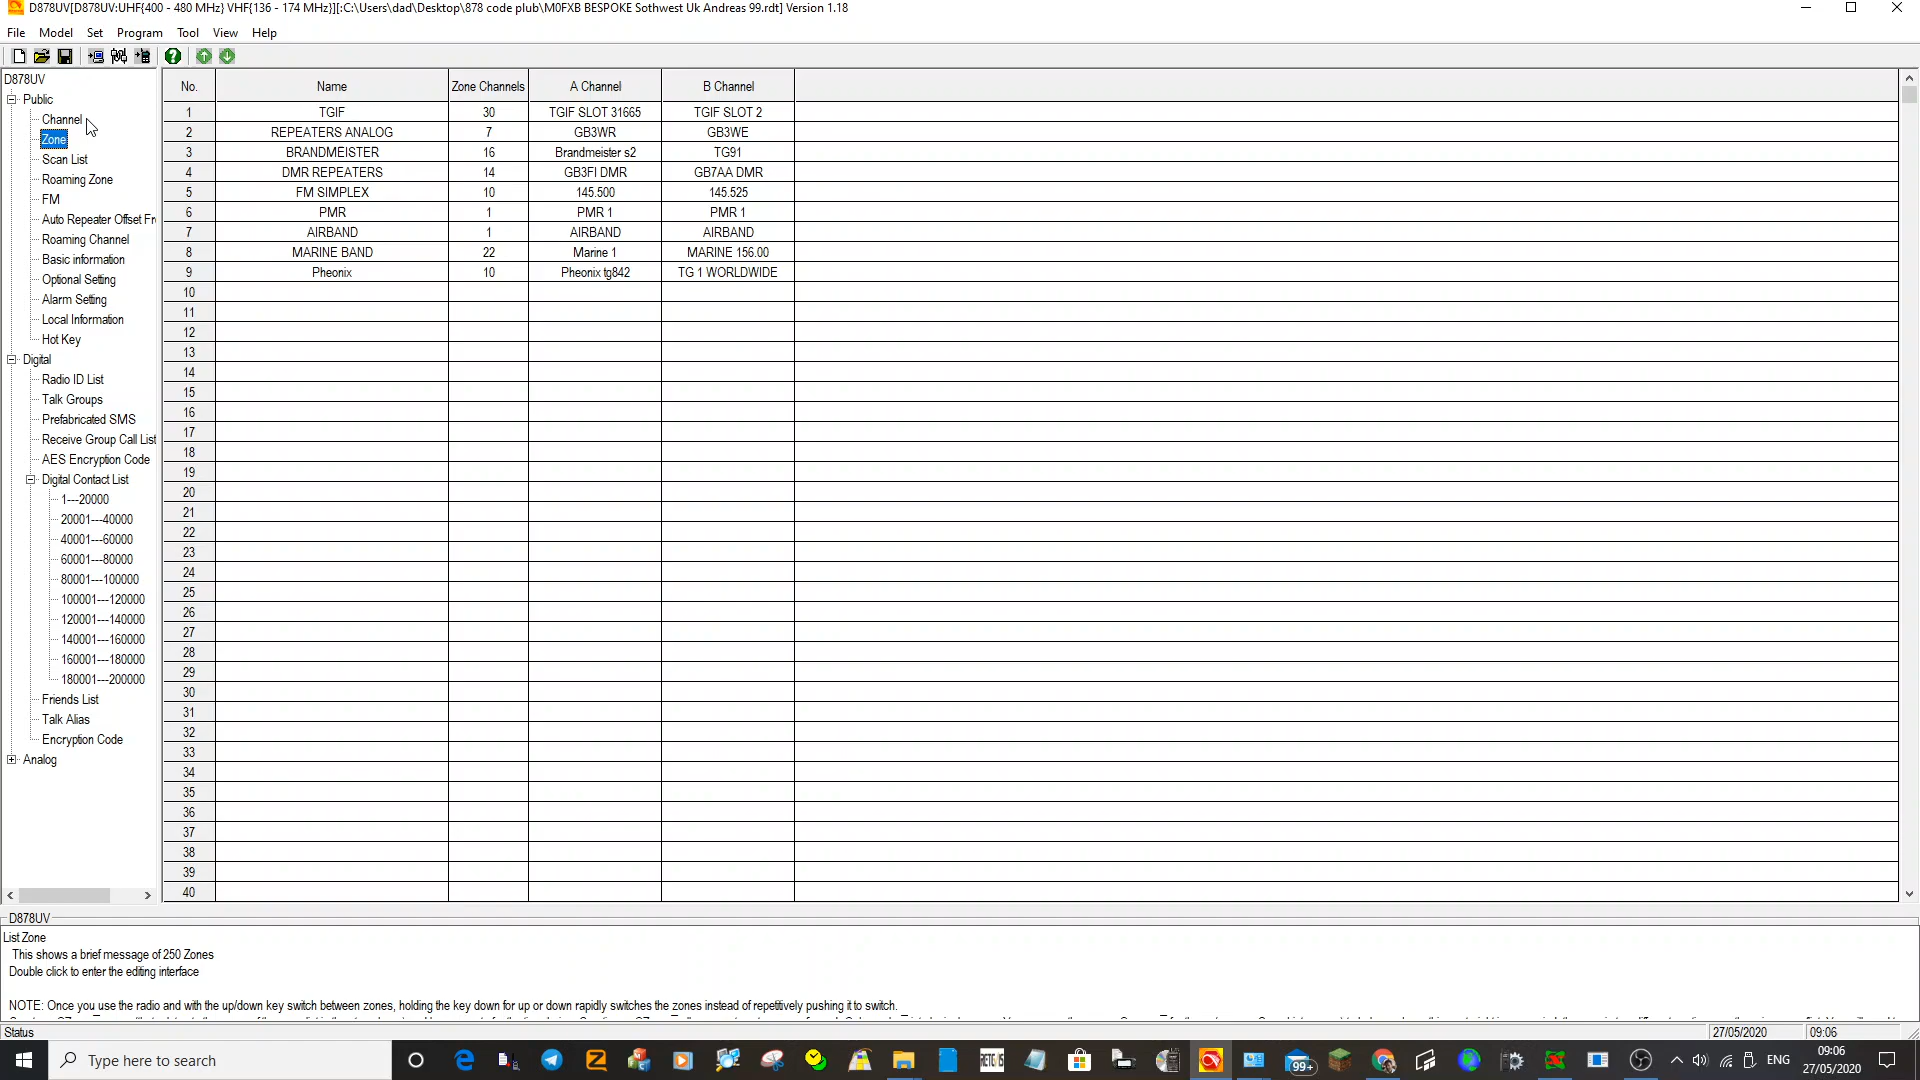 D878UV[D878UV:UHF{400 - 480 MHz} VHF{136 - 174 MHz}][:C:\Users\dad\Desktop\878 code plub\M0FXB BESPOKE Sothwest Uk Andreas 99.rdt] Version 1.18
File Model Set Program Tool View Help
D878UV
Public
Channel
Zone
Scan List
Roaming Zone
FM
Auto Repeater Offset Fr
Roaming Channel
Basic information
Optional Setting
Alarm Setting
Local Information
Hot Key
Digital
Radio ID List
Talk Groups
Prefabricated SMS
Receive Group Call List
AES Encryption Code
Digital Contact List
1---20000
20001---40000
40001---60000
60001---80000
80001---100000
100001---120000
120001---140000
140001---160000
160001---180000
180001---200000
Friends List
Talk Alias
Encryption Code
Analog
No. Name Zone Channels A Channel B Channel
1 TGIF 30 TGIF SLOT 31665 TGIF SLOT 2
2 REPEATERS ANALOG 7 GB3WR GB3WE
3 BRANDMEISTER 16 Brandmeister s2 TG91
4 DMR REPEATERS 14 GB3FI DMR GB7AA DMR
5 FM SIMPLEX 10 145.500 145.525
6 PMR 1 PMR 1 PMR 1
7 AIRBAND 1 AIRBAND AIRBAND
8 MARINE BAND 22 Marine 1 MARINE 156.00
9 Pheonix 10 Pheonix tg842 TG 1 WORLDWIDE
10
11
12
13
14
15
16
17
18
19
20
21
22
23
24
25
26
27
28
29
30
31
32
33
34
35
36
37
38
39
40
D878UV
List Zone
This shows a brief message of 250 Zones
Double click to enter the editing interface
NOTE: Once you use the radio and with the up/down key switch between zones, holding the key down for up or down rapidly switches the zones instead of repetitively pushing it to switch.
Status 27/05/2020 09:06
Type here to search
RETEVIS
99+
ENG
09:06
27/05/2020